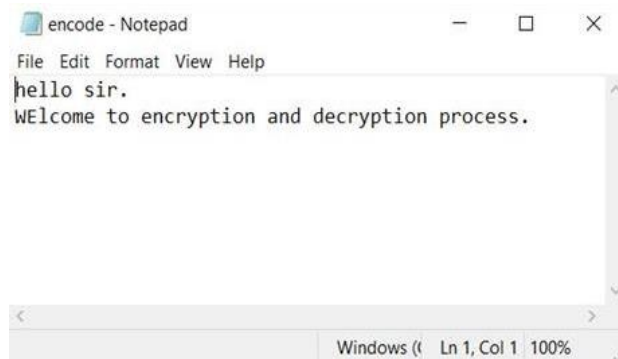 encode - Notepad
File Edit Format View Help
hello sir.
WElcome to encryption and decryption process.
Windows (
Ln 1, Col 1
100%